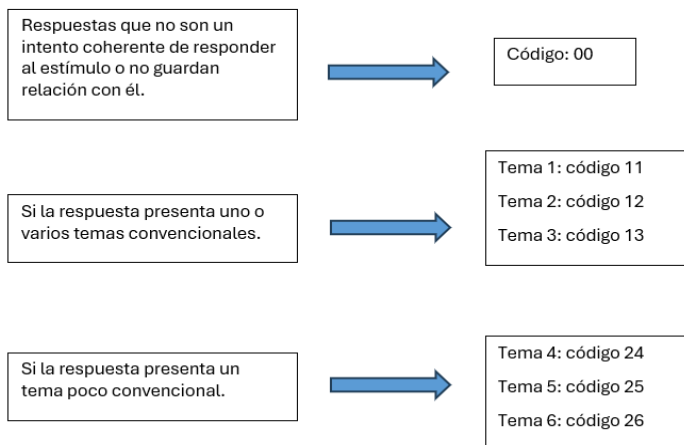 Respuestas que no son un
intento coherente de responder
al estímulo o no guardan
relación con él.
Código: 00
Si la respuesta presenta uno o
varios temas convencionales.
Tema 1: código 11
Tema 2: código 12
Tema 3: código 13
Si la respuesta presenta un
tema poco convencional.
Tema 4: código 24
Tema 5: código 25
Tema 6: código 26